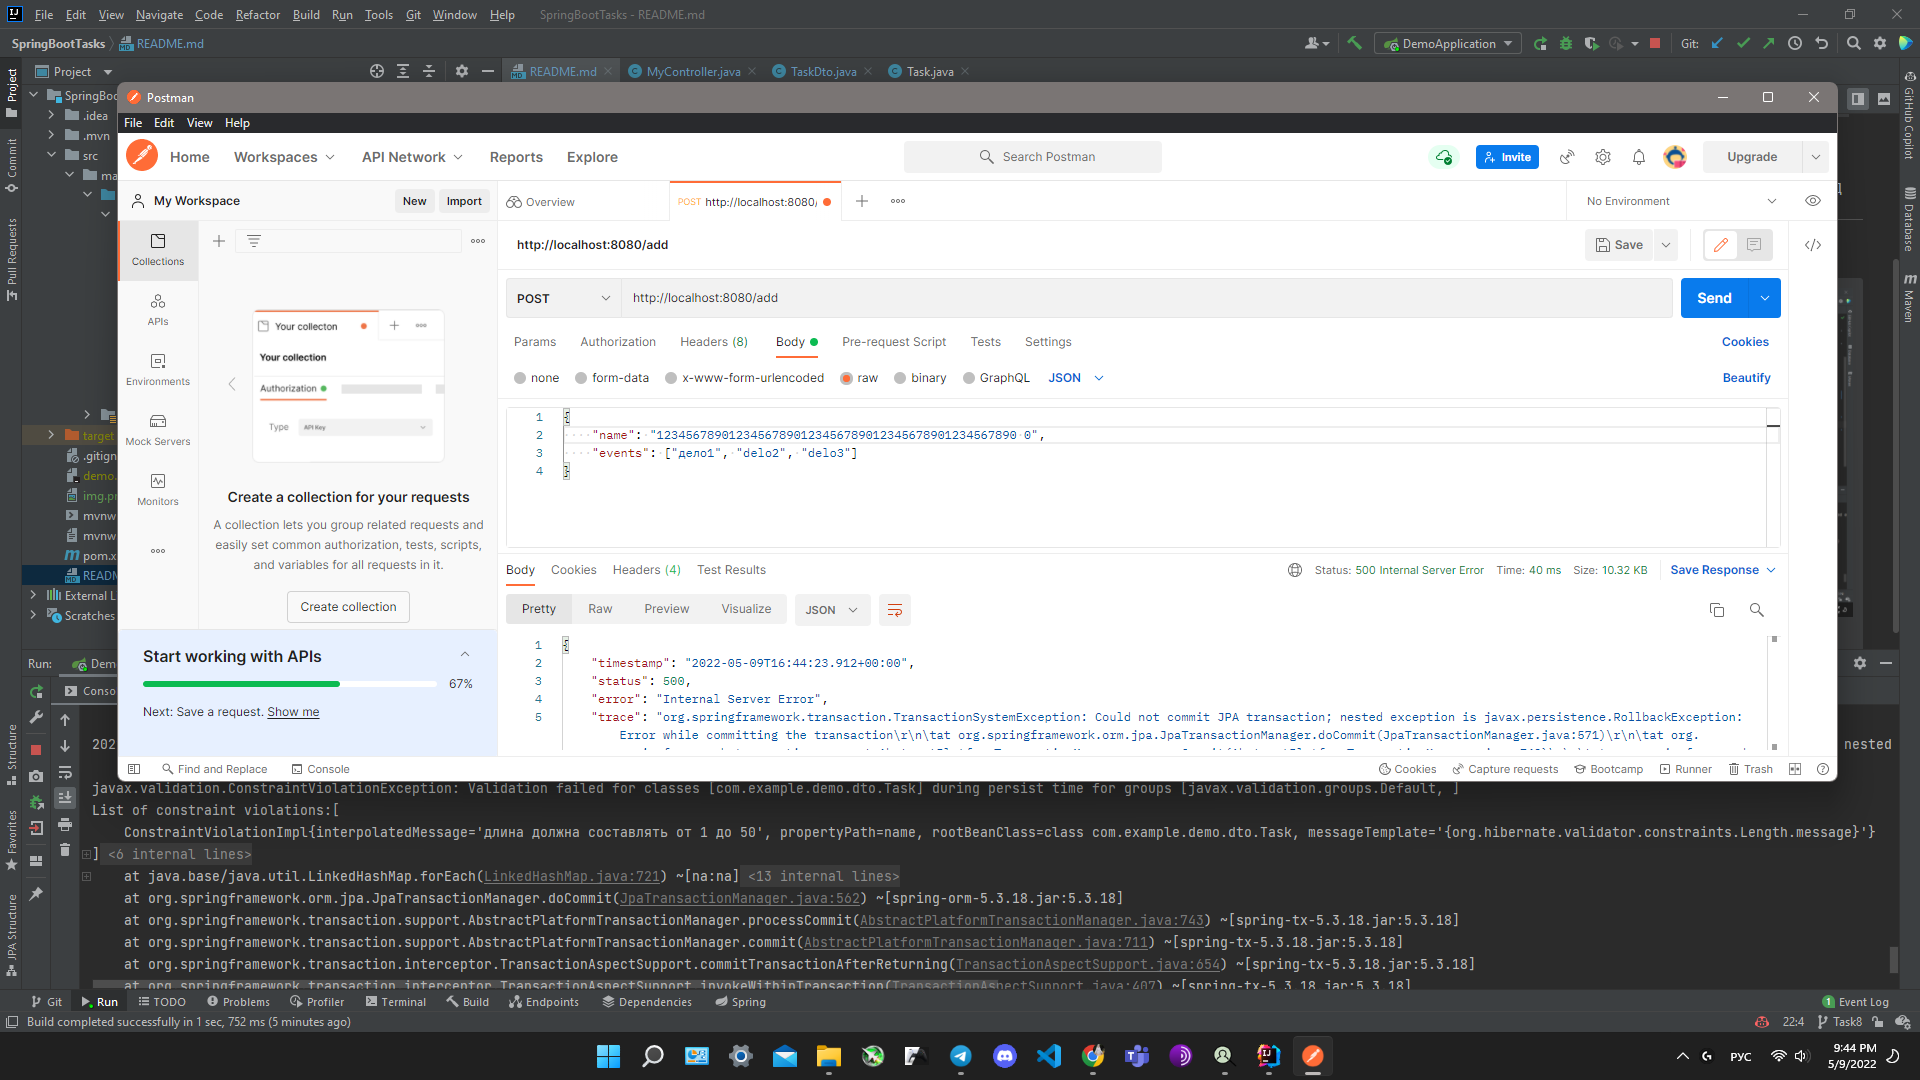 File Edit View Navigate Code Refactor Build Run Tools Git Window Help SpringBootTasks - README.md
SpringBootTasks README.md DemoApplication Git:
Project README.md MyController.java TaskDto.java Task.java
Project
Commit
Pull Requests
Structure
Favorites
JPA Structure
GitHub Copilot
Database
Maven
.idea
.mvn
src
target
mvnw
mvnw
Postman
File Edit View Help
Home Workspaces API Network Reports Explore Search Postman Invite Upgrade
My Workspace New Import Overview POST http://localhost:8080/ No Environment
Collections
APIs
Environments
Mock Servers
Monitors
Your collecton
Your collection
Authorization
Type API Key
Create a collection for your requests
A collection lets you group related requests and
easily set common authorization, tests, scripts,
and variables for all requests in it.
Create collection
Start working with APIs
67%
Next: Save a request. Show me
http://localhost:8080/add Save
POST http://localhost:8080/add Send
Params Authorization Headers (8) Body Pre-request Script Tests Settings Cookies
none form-data x-www-form-urlencoded raw binary GraphQL JSON Beautify
1 {
2 "name": "12345678901234567890123456789012345678901234567890 0",
3 "events": ["дело1", "delo2", "delo3"]
4 }
Body Cookies Headers (4) Test Results Status: 500 Internal Server Error Time: 40 ms Size: 10.32 KB Save Response
Pretty Raw Preview Visualize JSON
1 {
2 "timestamp": "2022-05-09T16:44:23.912+00:00",
3 "status": 500,
4 "error": "Internal Server Error",
5 "trace": "org.springframework.transaction.TransactionSystemException: Could not commit JPA transaction; nested exception is javax.persistence.RollbackException:
Error while committing the transaction\r\n\tat org.springframework.orm.jpa.JpaTransactionManager.doCommit(JpaTransactionManager.java:571)\r\n\tat org.
Find and Replace Console Cookies Capture requests Bootcamp Runner Trash
Run:
nested
javax.validation.ConstraintViolationException: Validation failed for classes [com.example.demo.dto.Task] during persist time for groups [javax.validation.groups.Default, ]
List of constraint violations:[
ConstraintViolationImpl{interpolatedMessage='длина должна составлять от 1 до 50', propertyPath=name, rootBeanClass=class com.example.demo.dto.Task, messageTemplate='{org.hibernate.validator.constraints.Length.message}'}
] <6 internal lines>
at java.base/java.util.LinkedHashMap.forEach(LinkedHashMap.java:721) ~[na:na] <13 internal lines>
at org.springframework.orm.jpa.JpaTransactionManager.doCommit(JpaTransactionManager.java:562) ~[spring-orm-5.3.18.jar:5.3.18]
at org.springframework.transaction.support.AbstractPlatformTransactionManager.processCommit(AbstractPlatformTransactionManager.java:743) ~[spring-tx-5.3.18.jar:5.3.18]
at org.springframework.transaction.support.AbstractPlatformTransactionManager.commit(AbstractPlatformTransactionManager.java:711) ~[spring-tx-5.3.18.jar:5.3.18]
at org.springframework.transaction.interceptor.TransactionAspectSupport.commitTransactionAfterReturning(TransactionAspectSupport.java:654) ~[spring-tx-5.3.18.jar:5.3.18]
at org.springframework.transaction.interceptor.TransactionAspectSupport.invokeWithinTransaction(TransactionAspectSupport.java:407) ~[spring-tx-5.3.18.jar:5.3.18]
Git Run TODO Problems Profiler Terminal Build Endpoints Dependencies Spring 1 Event Log
Build completed successfully in 1 sec, 752 ms (5 minutes ago) 22:4 Task8
РУС 9:44 PM
5/9/2022